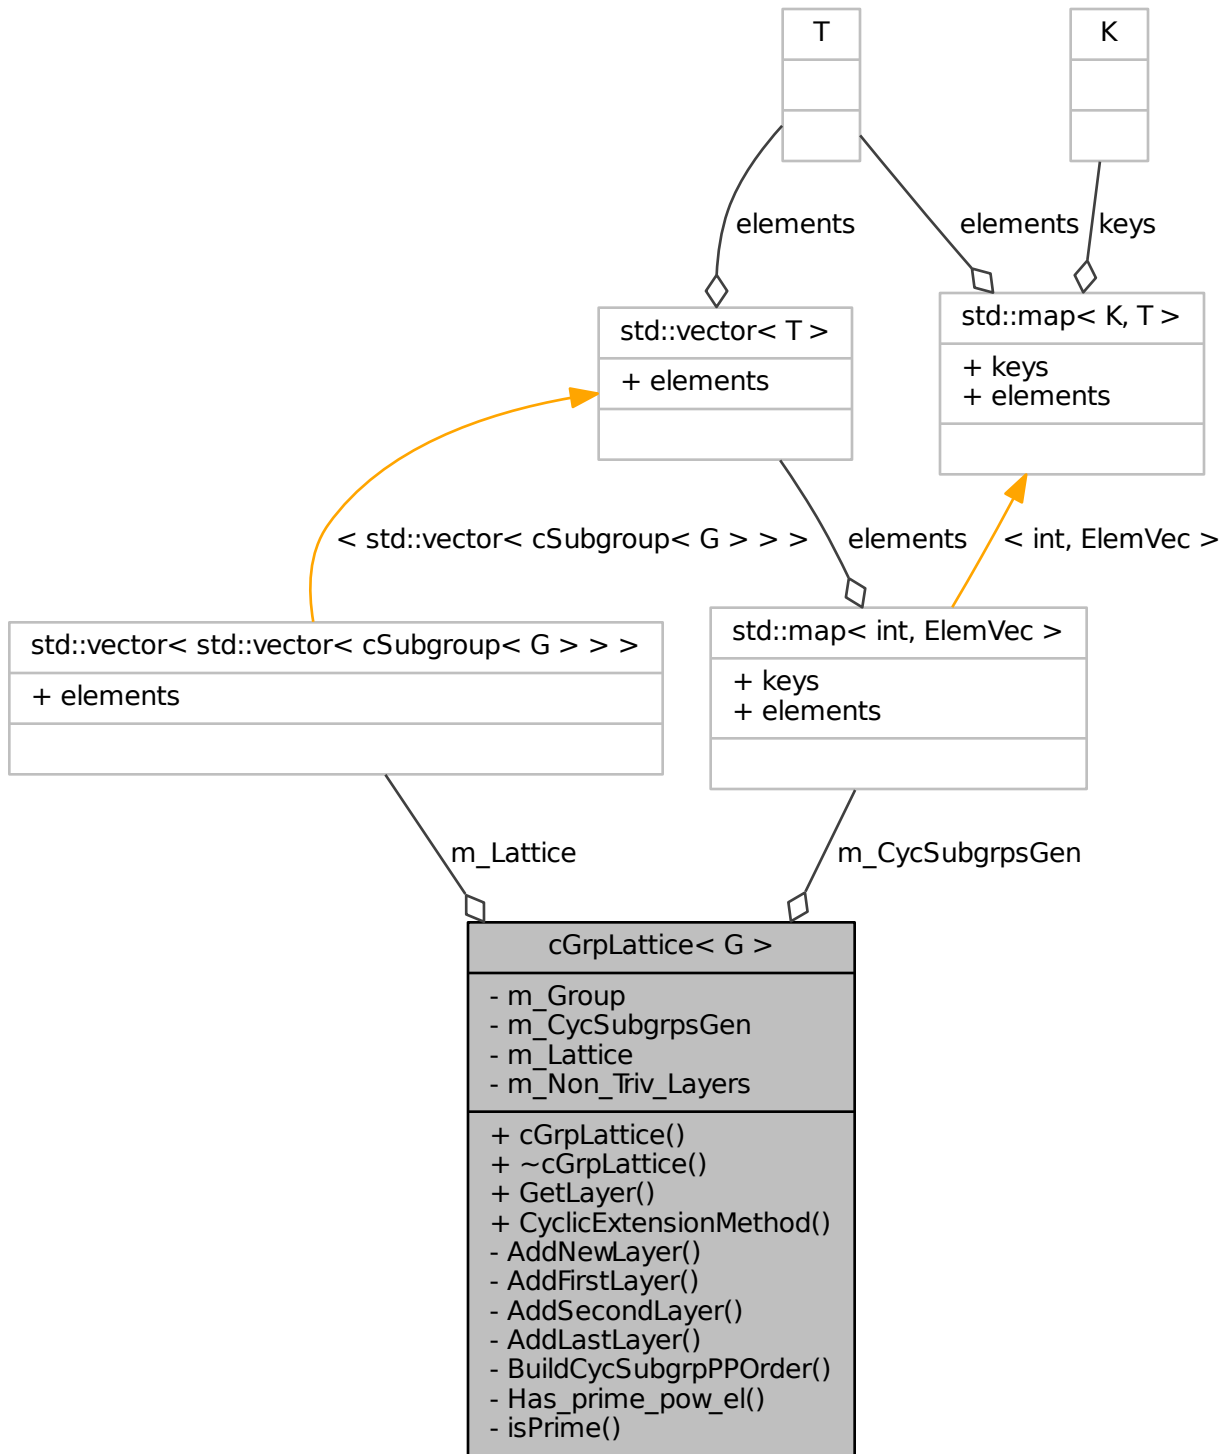 T
K
elements
elements
keys
std::vector< T >
+ elements
std::map< K, T >
+ keys
+ elements
< std::vector< cSubgroup< G > > >
elements
< int, ElemVec >
std::vector< std::vector< cSubgroup< G > > >
+ elements
std::map< int, ElemVec >
+ keys
+ elements
m_Lattice
m_CycSubgrpsGen
cGrpLattice< G >
- m_Group
- m_CycSubgrpsGen
- m_Lattice
- m_Non_Triv_Layers
+ cGrpLattice()
+ ~cGrpLattice()
+ GetLayer()
+ CyclicExtensionMethod()
- AddNewLayer()
- AddFirstLayer()
- AddSecondLayer()
- AddLastLayer()
- BuildCycSubgrpPPOrder()
- Has_prime_pow_el()
- isPrime()